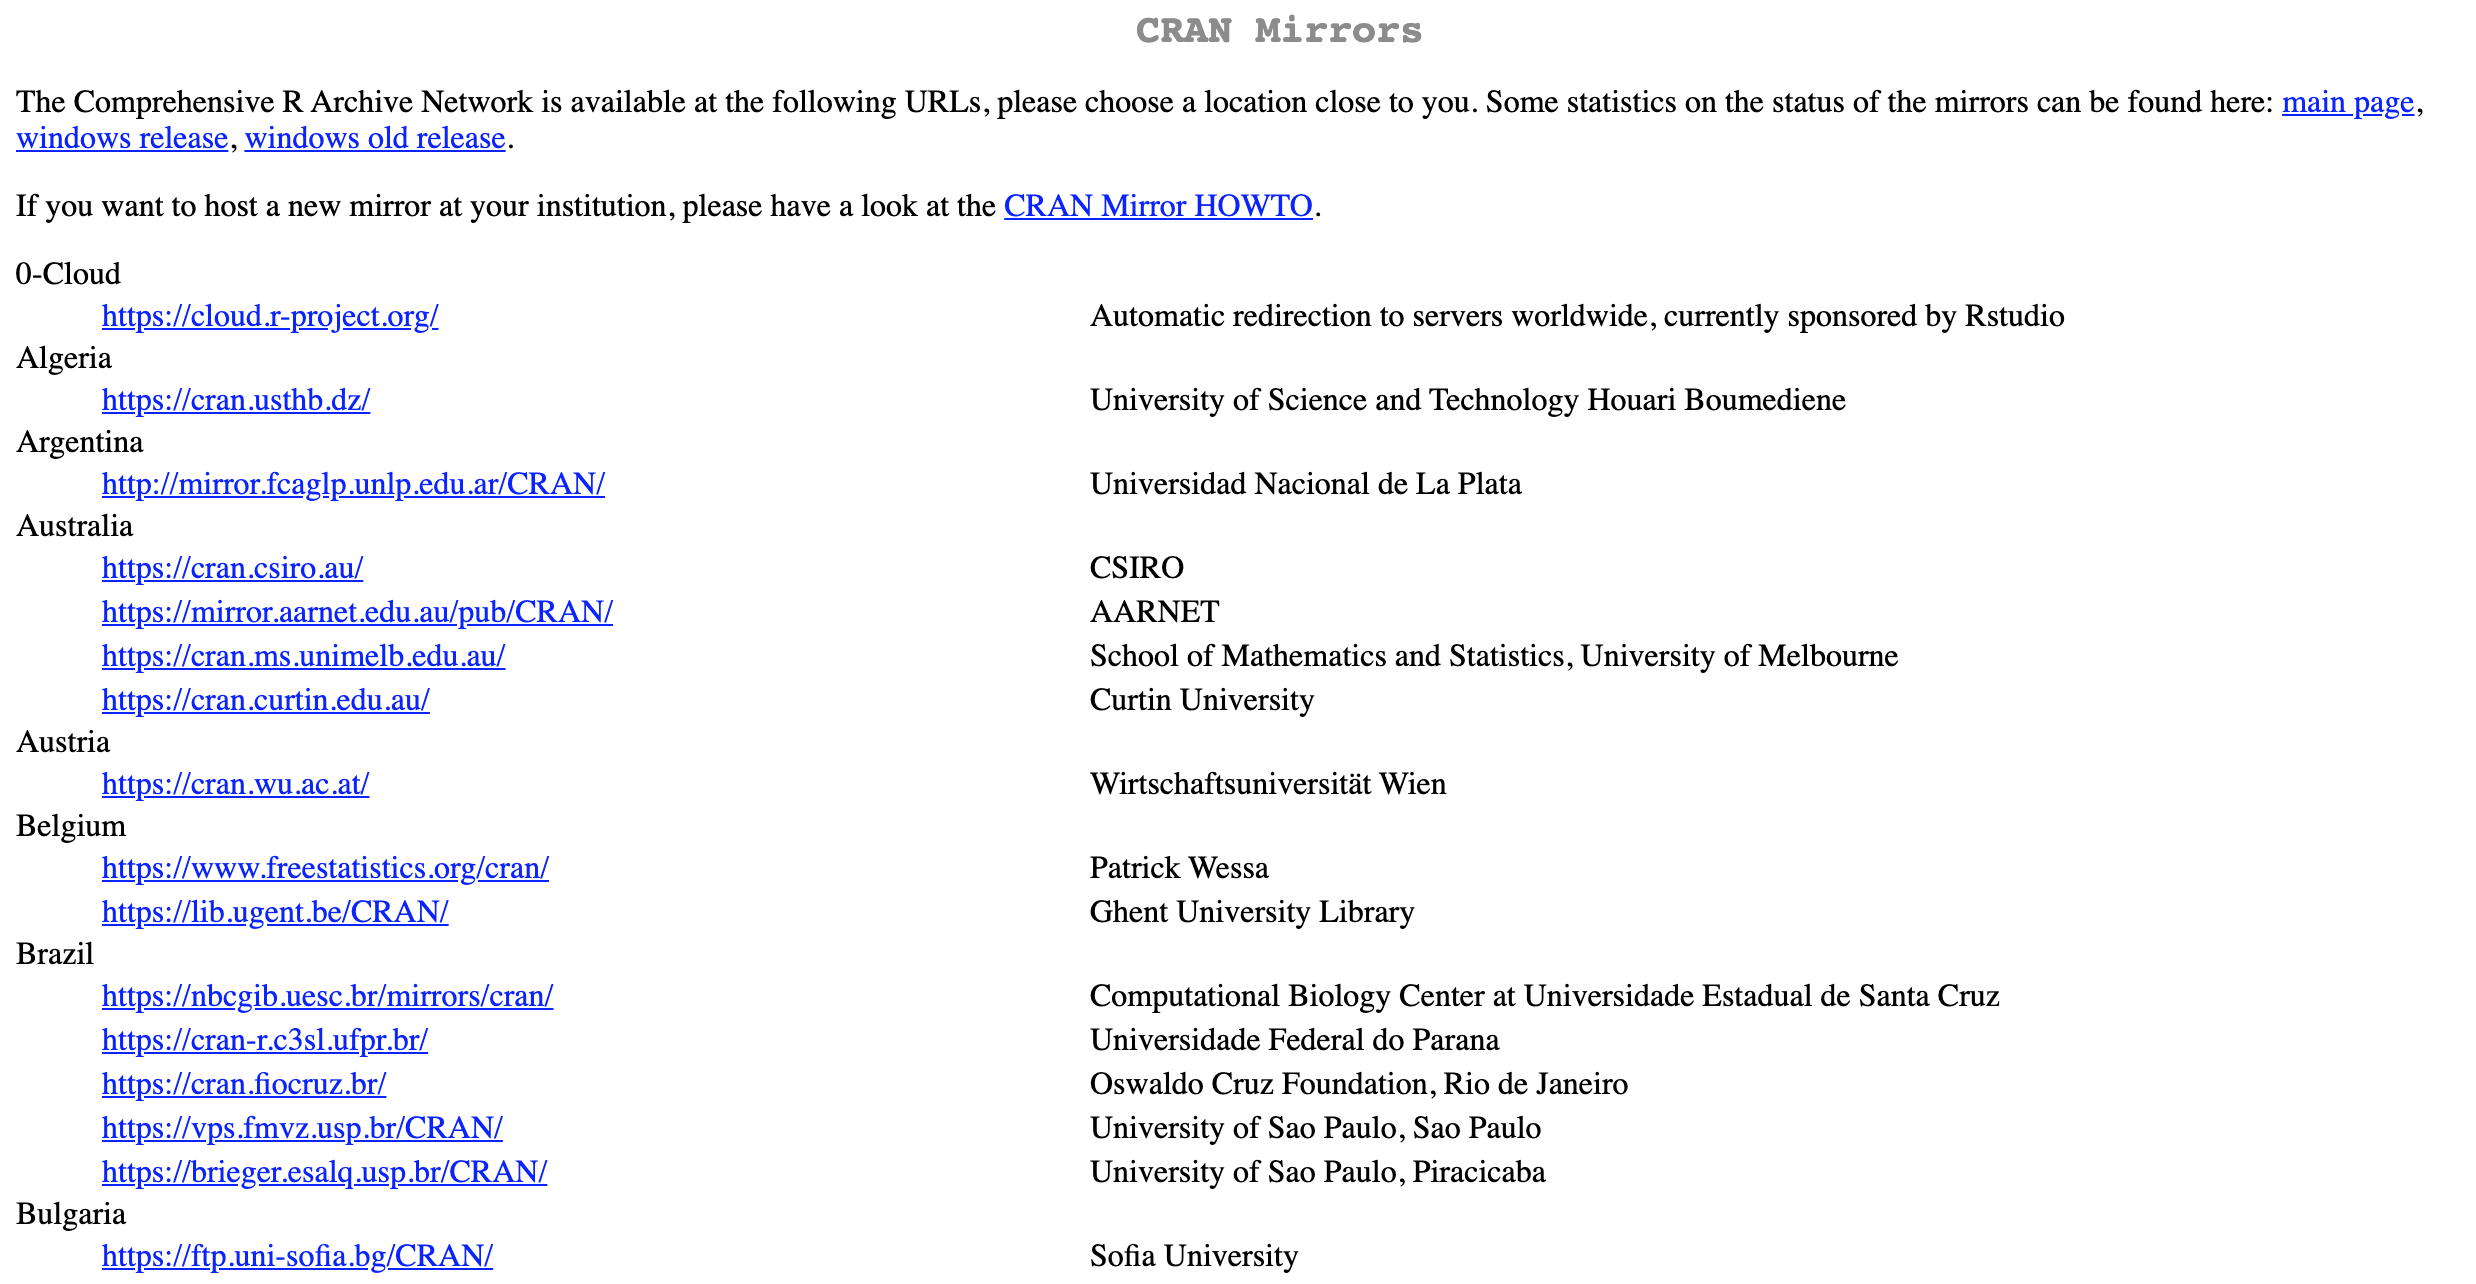 CRAN Mirrors
The Comprehensive R Archive Network is available at the following URLs, please choose a location close to you. Some statistics on the status of the mirrors can be found here: main page,
windows release, windows old release.
If you want to host a new mirror at your institution, please have a look at the CRAN Mirror HOWTO.
0-Cloud
https://cloud.r-project.org/ Automatic redirection to servers worldwide, currently sponsored by Rstudio
Algeria
https://cran.usthb.dz/ University of Science and Technology Houari Boumediene
Argentina
http://mirror.fcaglp.unlp.edu.ar/CRAN/ Universidad Nacional de La Plata
Australia
https://cran.csiro.au/ CSIRO
https://mirror.aarnet.edu.au/pub/CRAN/ AARNET
https://cran.ms.unimelb.edu.au/ School of Mathematics and Statistics, University of Melbourne
https://cran.curtin.edu.au/ Curtin University
Austria
https://cran.wu.ac.at/ Wirtschaftsuniversität Wien
Belgium
https://www.freestatistics.org/cran/ Patrick Wessa
https://lib.ugent.be/CRAN/ Ghent University Library
Brazil
https://nbcgib.uesc.br/mirrors/cran/ Computational Biology Center at Universidade Estadual de Santa Cruz
https://cran-r.c3sl.ufpr.br/ Universidade Federal do Parana
https://cran.fiocruz.br/ Oswaldo Cruz Foundation, Rio de Janeiro
https://vps.fmvz.usp.br/CRAN/ University of Sao Paulo, Sao Paulo
https://brieger.esalq.usp.br/CRAN/ University of Sao Paulo, Piracicaba
Bulgaria
https://ftp.uni-sofia.bg/CRAN/ Sofia University